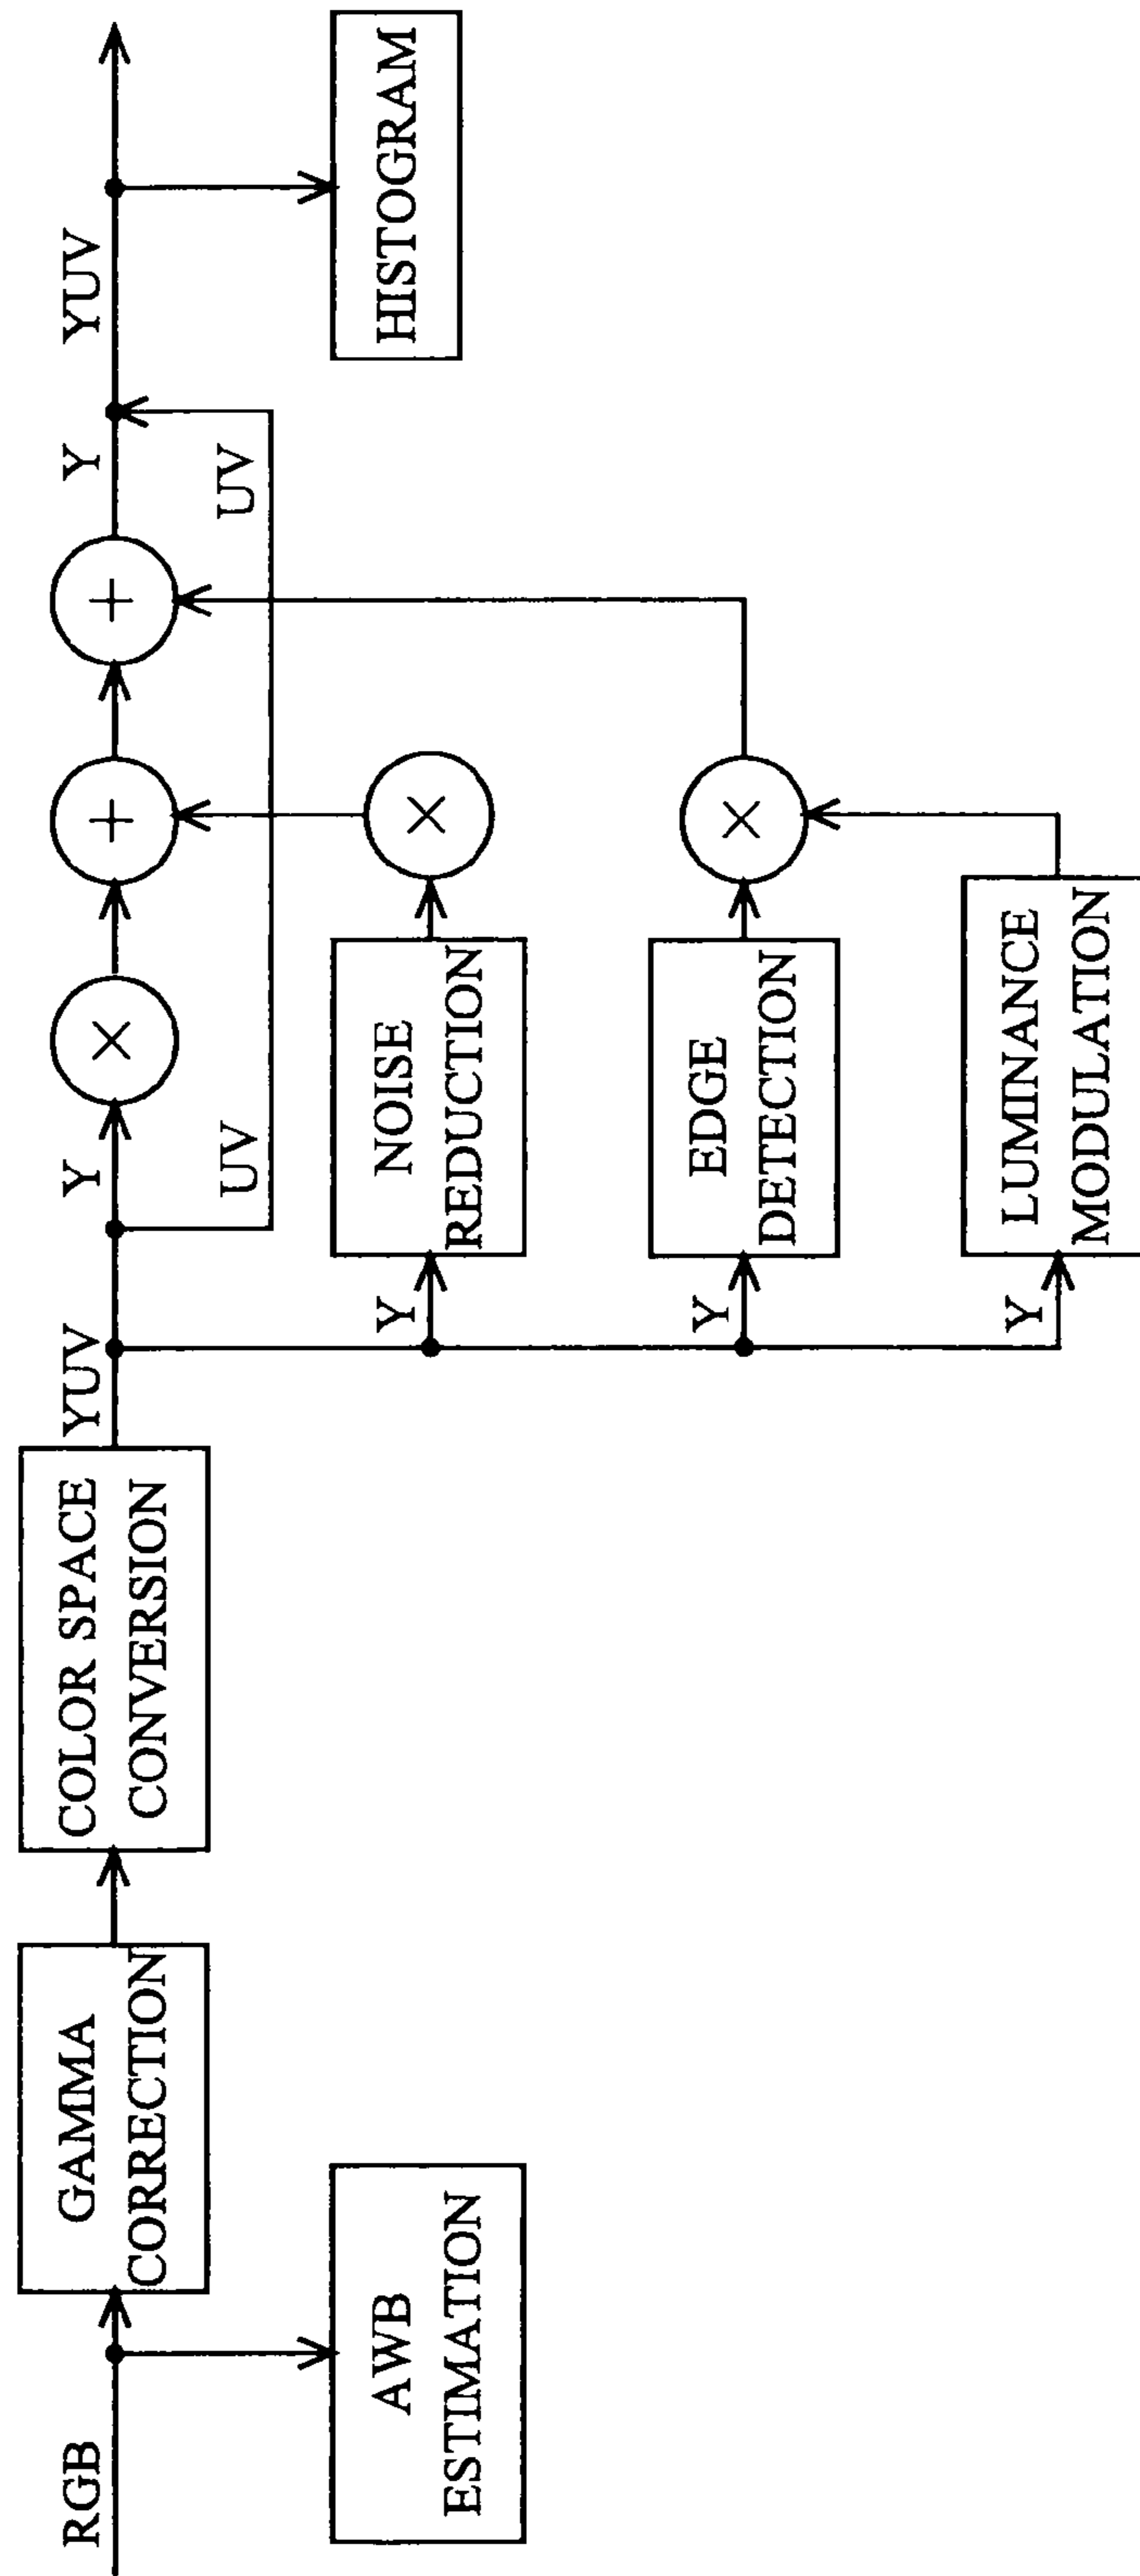 RGB
GAMMA
CORRECTION
AWB
ESTIMATION
COLOR SPACE
CONVERSION
YUV
Y
UV
×
+
+
Y
UV
YUV
HISTOGRAM
Y
NOISE
REDUCTION
×
Y
EDGE
DETECTION
×
Y
LUMINANCE
MODULATION